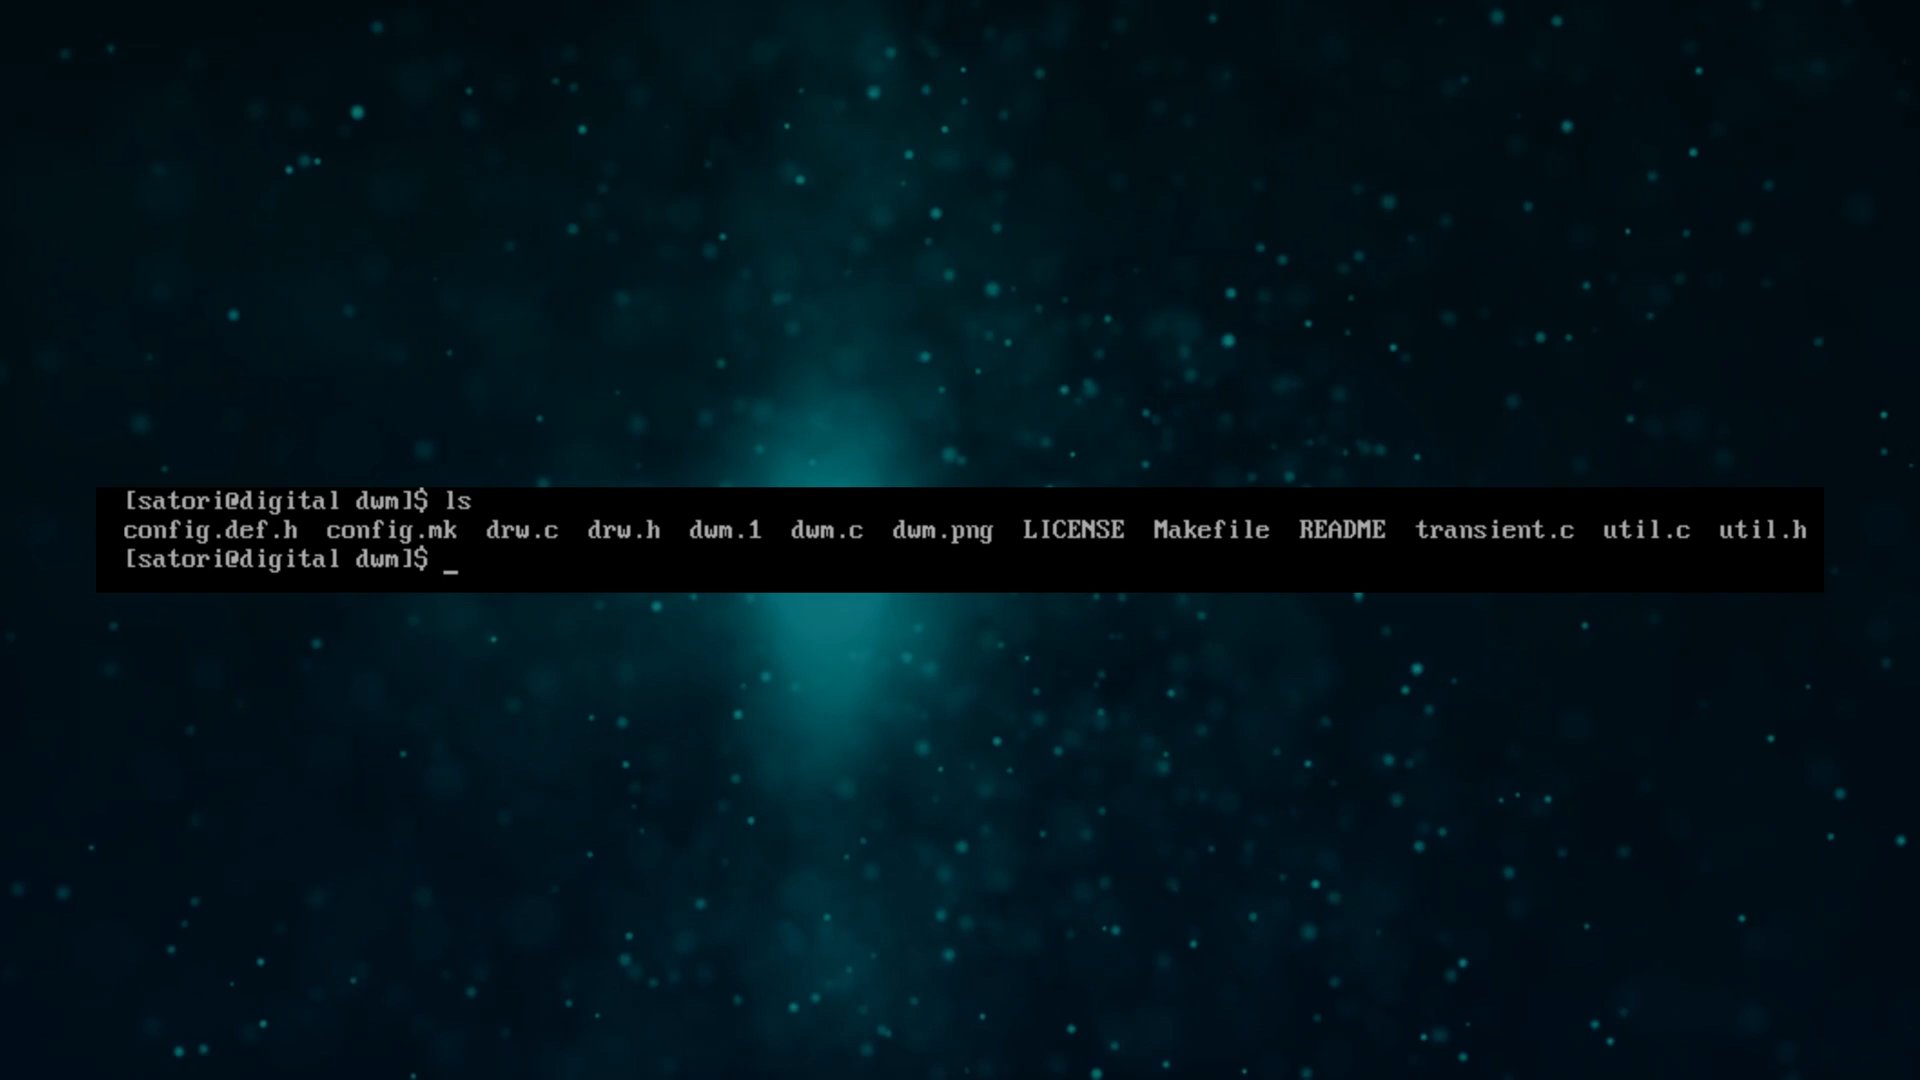 [satori@digital dwm]$ ls
config.def.h  config.mk  drw.c  drw.h  dwm.1  dwm.c  dwm.png  LICENSE  Makefile  README  transient.c  util.c  util.h
[satori@digital dwm]$ _